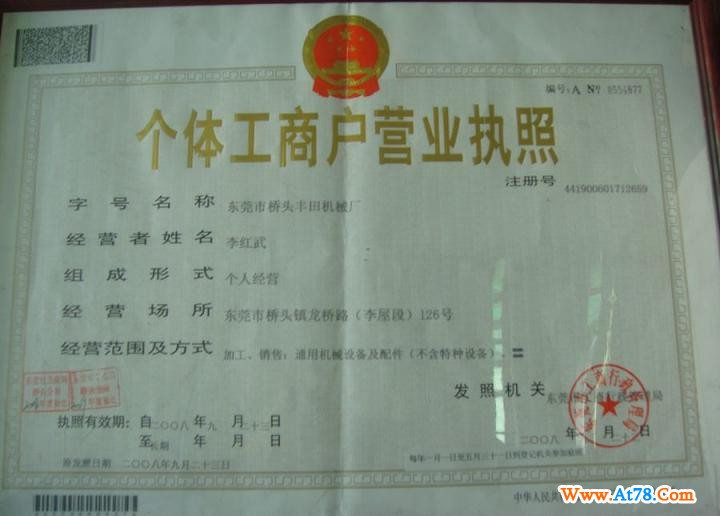 编号: A Nº 0554877
个体工商户营业执照
注册号 441900601712659
字号名称 东莞市桥头丰田机械厂
经营者姓名 李红武
组成形式 个人经营
经营场所 东莞市桥头镇龙桥路(李屋段)126号
经营范围及方式 加工、销售:通用机械设备及配件(不含特种设备)。
发照机关
执照有效期: 自二〇〇八年九月二十三日
至长期 年 月 日
二〇〇八年 月 日
原发照日期 二〇〇八年九月二十三日
每年一月一日至五月三十一日到登记机关参加验照
中华人民共
Www.At78.Com